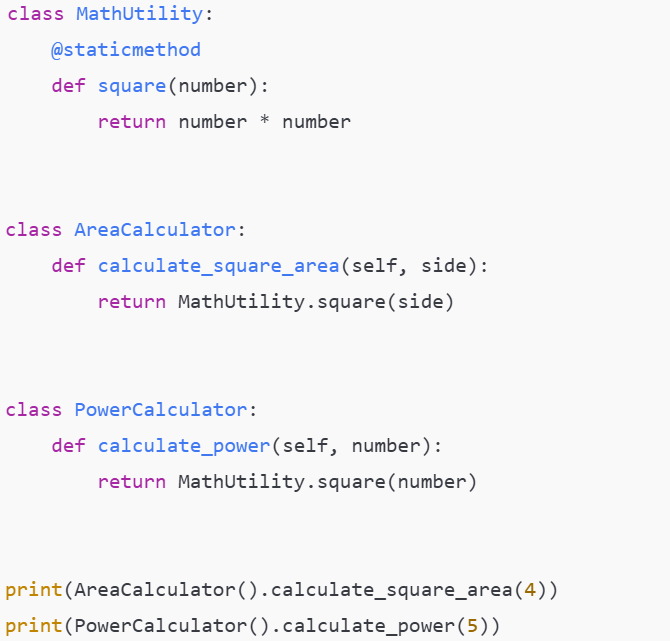 class MathUtility:
    @staticmethod
    def square(number):
        return number * number
class AreaCalculator:
    def calculate_square_area(self, side):
        return MathUtility.square(side)
class PowerCalculator:
    def calculate_power(self, number):
        return MathUtility.square(number)
print(AreaCalculator().calculate_square_area(4))
print(PowerCalculator().calculate_power(5))